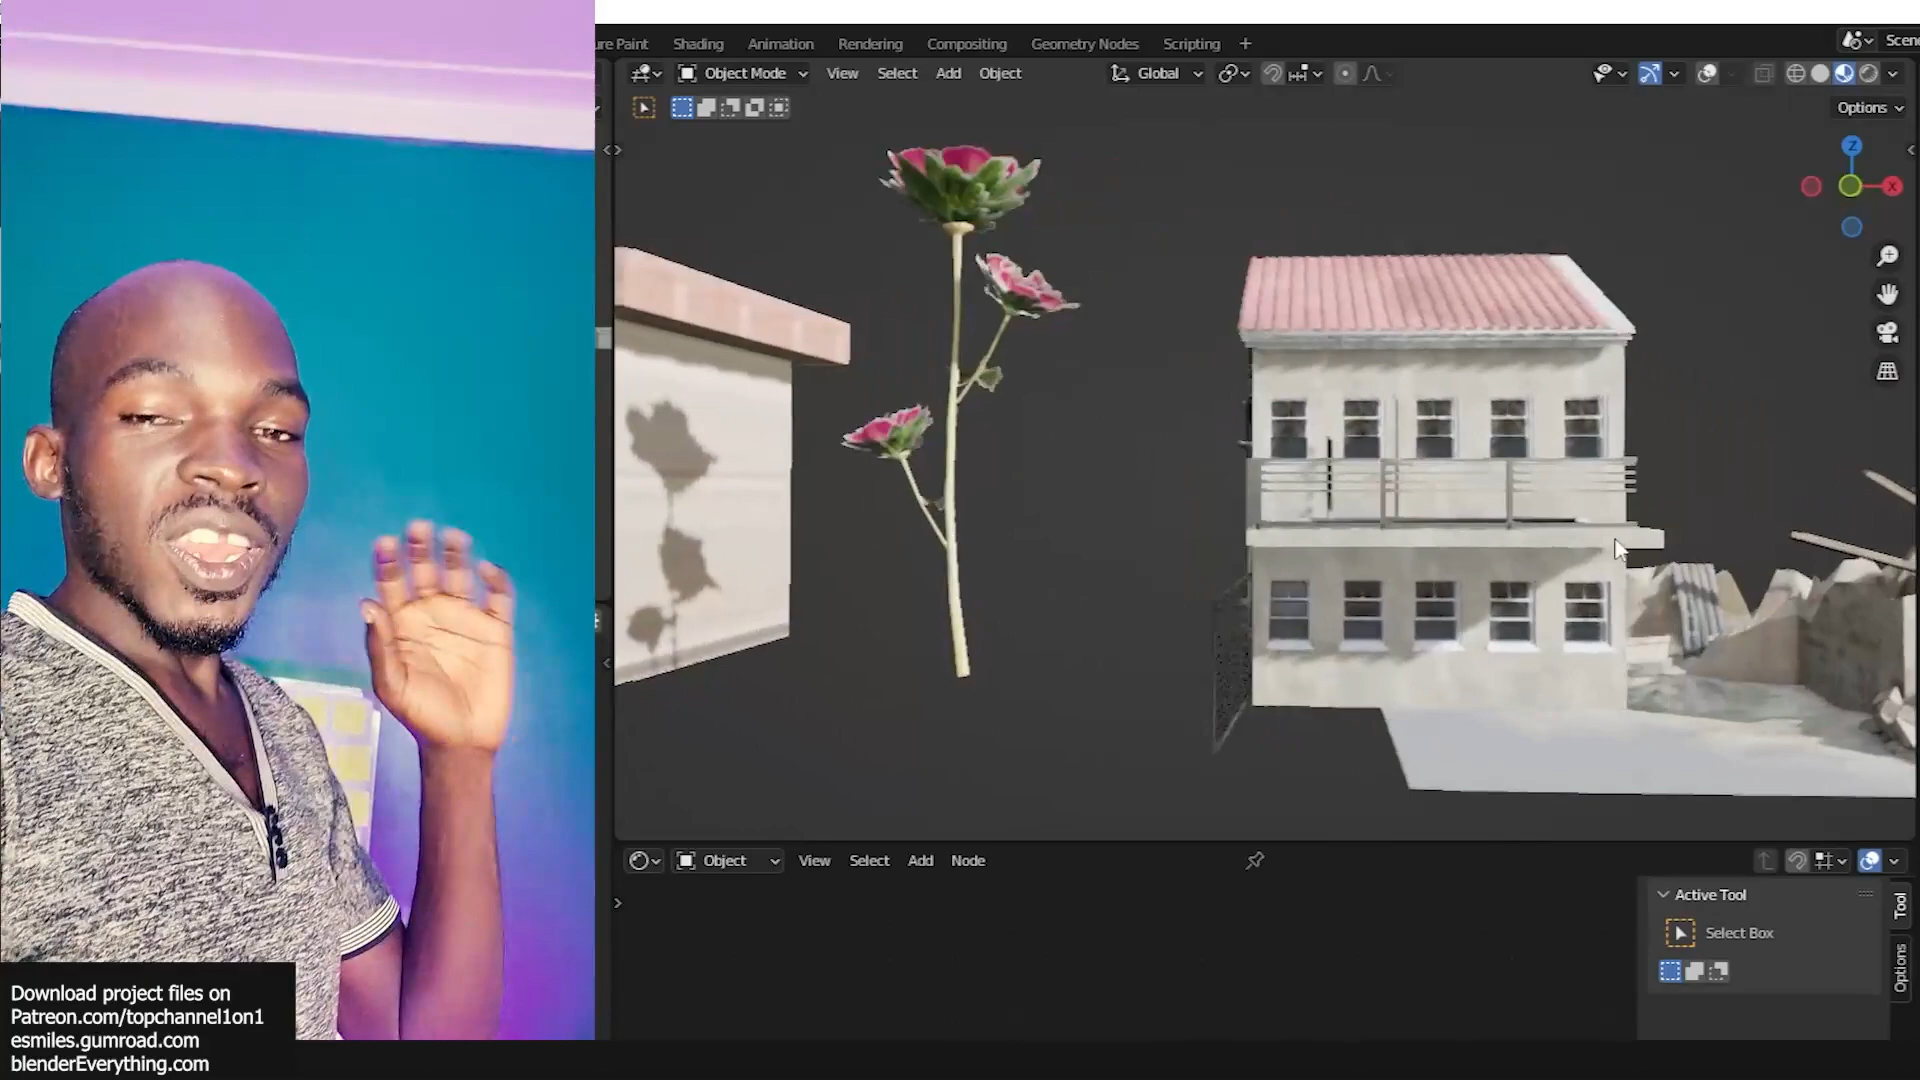 ure Paint Shading Animation Rendering Compositing Geometry Nodes Scripting +
Scene
Object Mode View Select Add Object Global
Options
Z
X
Object View Select Add Node
Active Tool
Select Box
Tool
Options
Download project files on
Patreon.com/topchannel1on1
esmiles.gumroad.com
blenderEverything.com